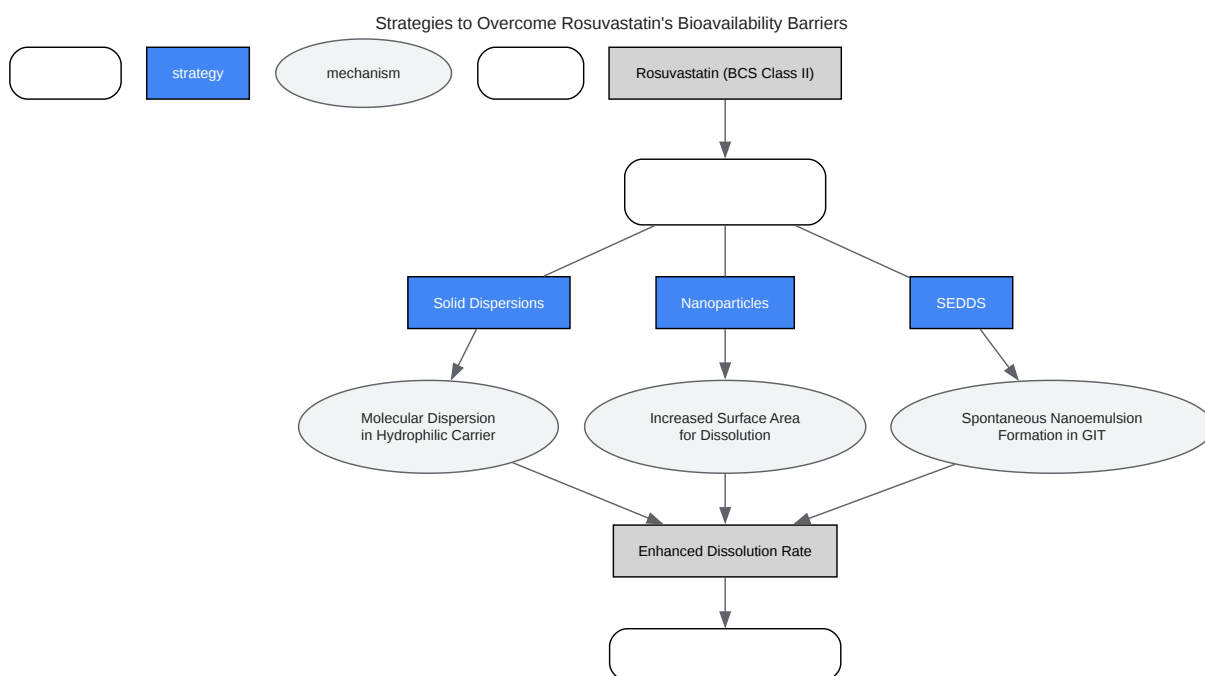 Strategies to Overcome Rosuvastatin's Bioavailability Barriers
strategy
mechanism
Rosuvastatin (BCS Class II)
Solid Dispersions
Nanoparticles
SEDDS
Molecular Dispersion
in Hydrophilic Carrier
Increased Surface Area
for Dissolution
Spontaneous Nanoemulsion
Formation in GIT
Enhanced Dissolution Rate